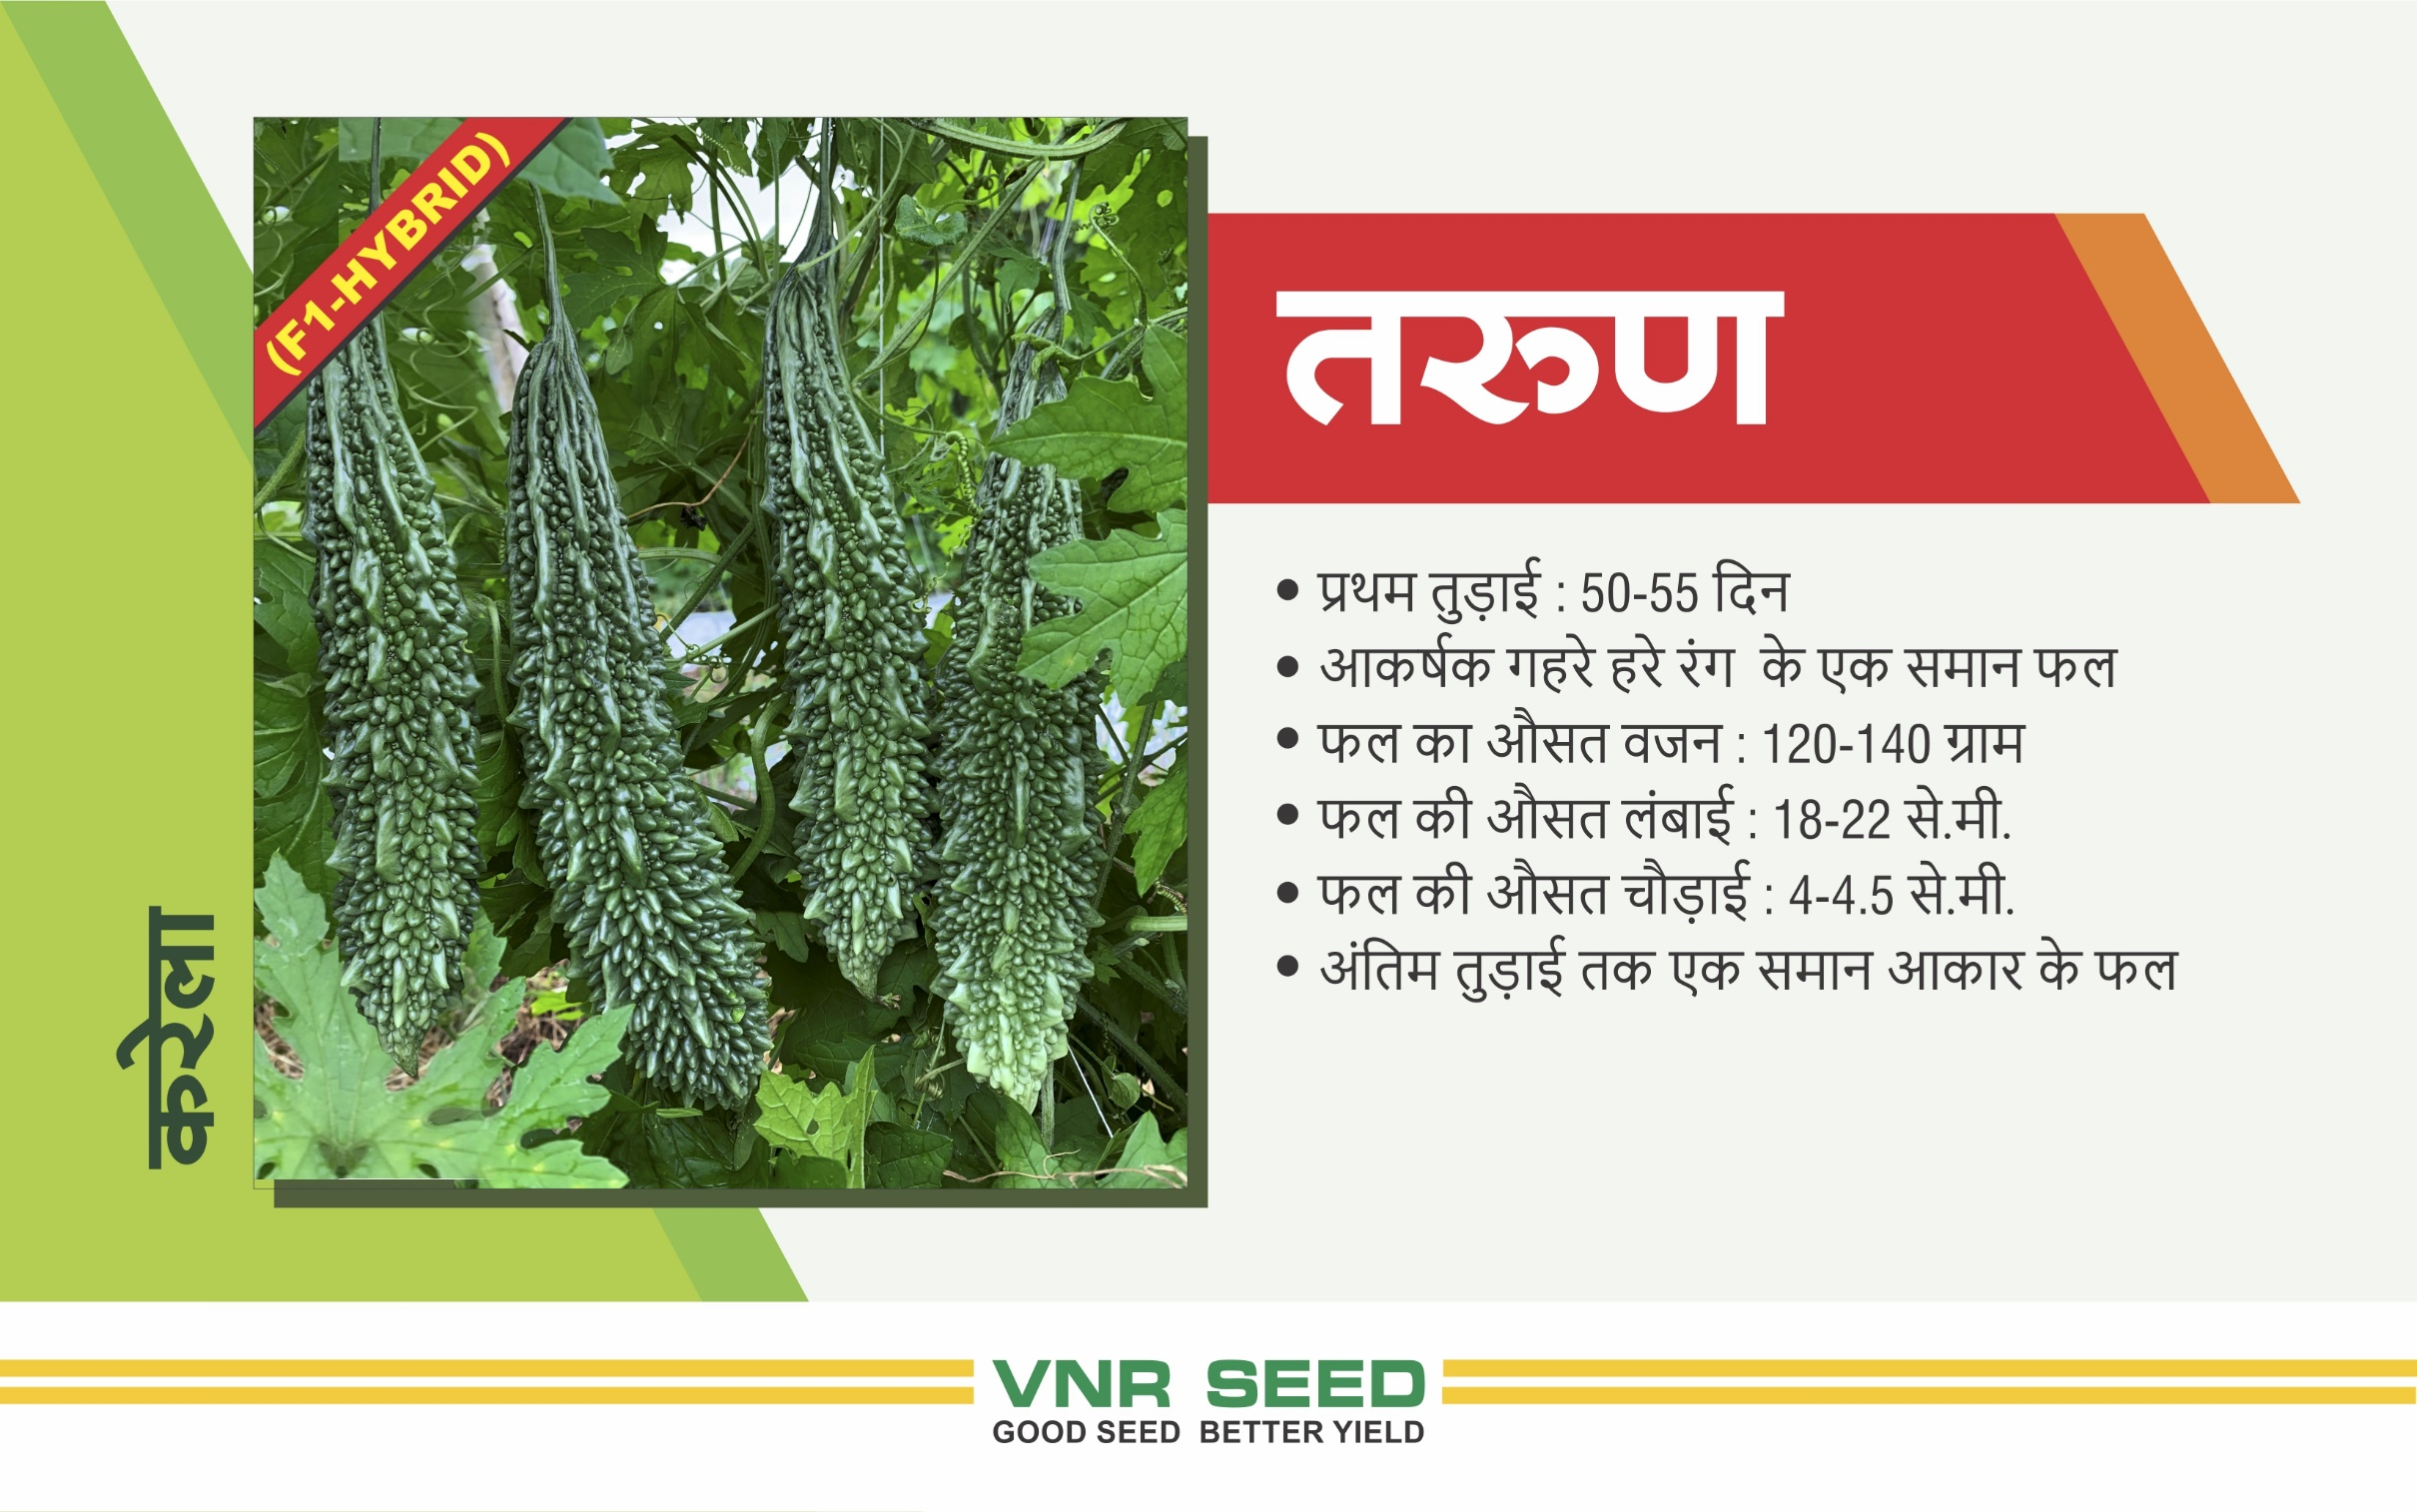 (F1-HYBRID)
तरुण
• प्रथम तुड़ाई : 50-55 दिन
• आकर्षक गहरे हरे रंग के एक समान फल
• फल का औसत वजन : 120-140 ग्राम
• फल की औसत लंबाई : 18-22 से.मी.
• फल की औसत चौड़ाई : 4-4.5 से.मी.
• अंतिम तुड़ाई तक एक समान आकार के फल
करेला
VNR SEED
GOOD SEED BETTER YIELD